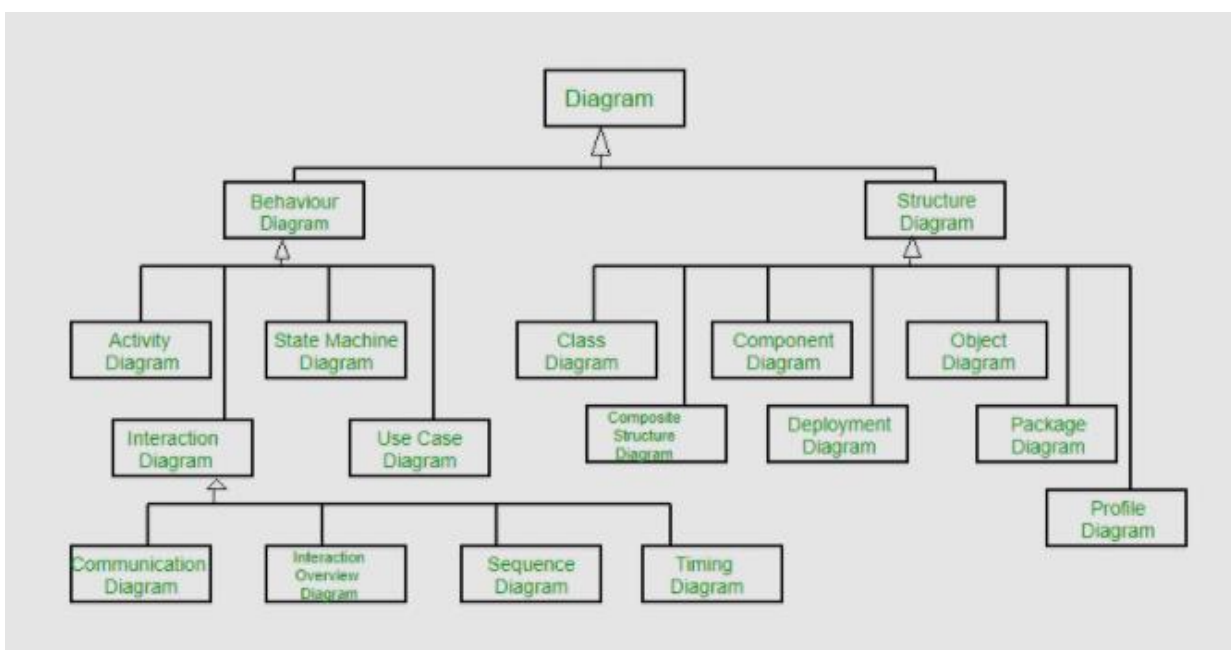 Diagram
Behaviour
Diagram
Structure
Diagram
Activity
Diagram
State Machine
Diagram
Class
Diagram
Component
Diagram
Object
Diagram
Interaction
Diagram
Use Case
Diagram
Composite
Structure
Diagram
Deployment
Diagram
Package
Diagram
Profile
Diagram
Communication
Diagram
Interaction
Overview
Diagram
Sequence
Diagram
Timing
Diagram